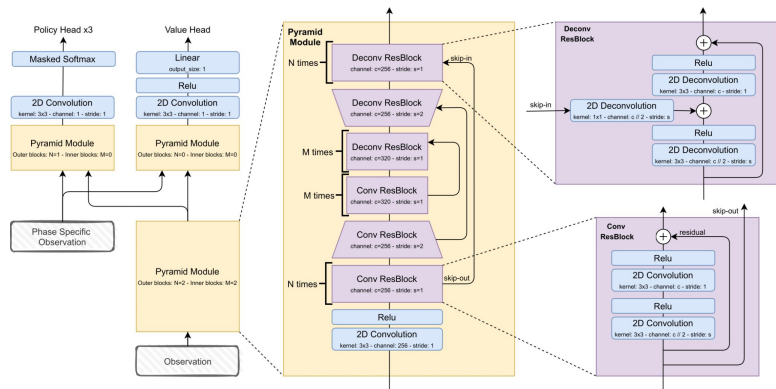 Policy Head x3
Value Head
Masked Softmax
Linear
output_size: 1
Relu
2D Convolution
kernel: 3x3 - channel: 1 - stride: 1
2D Convolution
kernel: 3x3 - channel: 1 - stride: 1
Pyramid Module
Outer blocks: N=1 - Inner blocks: M=0
Pyramid Module
Outer blocks: N=0 - Inner blocks: M=0
Phase Specific
Observation
Pyramid Module
Outer blocks: N=2 - Inner blocks: M=2
Observation
Pyramid
Module
N times
Deconv ResBlock
channel: c=256 - stride: s=1
skip-in
Deconv ResBlock
channel: c=256 - stride: s=2
M times
Deconv ResBlock
channel: c=320 - stride: s=1
M times
Conv ResBlock
channel: c=320 - stride: s=1
Conv ResBlock
channel: c=256 - stride: s=2
N times
Conv ResBlock
channel: c=256 - stride: s=1
skip-out
Relu
2D Convolution
kernel: 3x3 - channel: 256 - stride: 1
Deconv
ResBlock
Relu
2D Deconvolution
kernel: 3x3 - channel: c - stride: 1
skip-in
2D Deconvolution
kernel: 1x1 - channel: c // 2 - stride: s
Relu
2D Deconvolution
kernel: 3x3 - channel: c // 2 - stride: s
skip-out
Conv
ResBlock
residual
Relu
2D Convolution
kernel: 3x3 - channel: c - stride: 1
Relu
2D Convolution
kernel: 3x3 - channel: c // 2 - stride: s